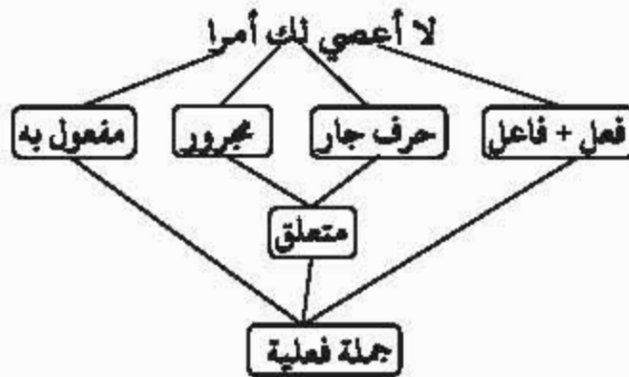 لا أعصي لك أمرا
فعل + فاعل
حرف جار
مجرور
مفعول به
متعلق
جملة فعلية